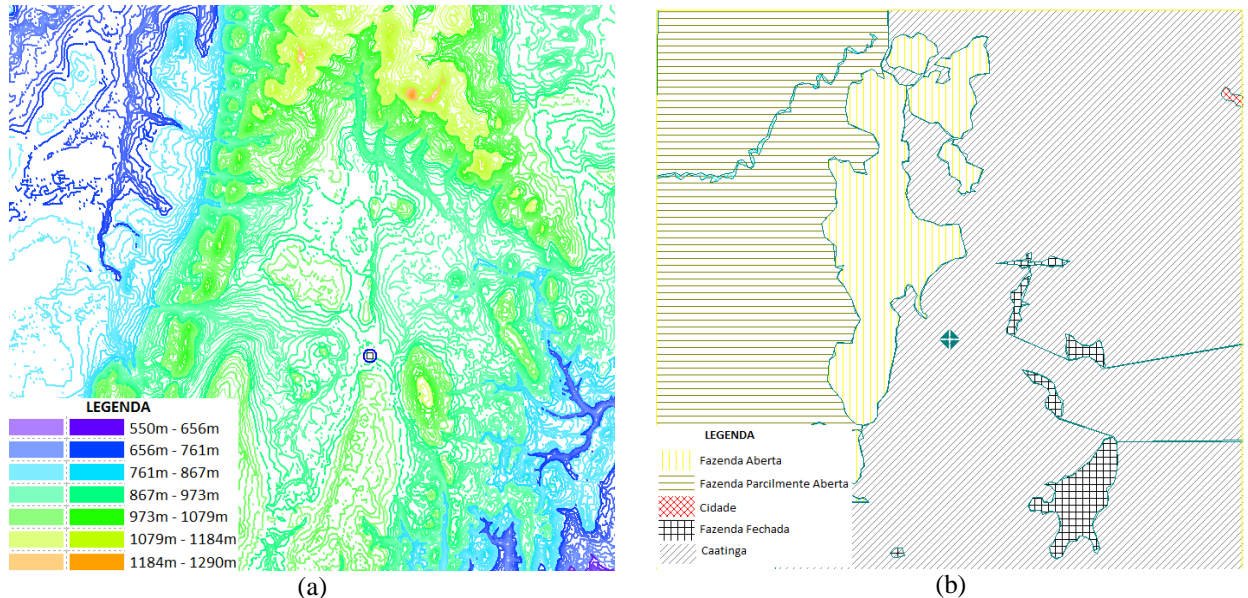 LEGENDA
550m - 656m
656m - 761m
761m - 867m
867m - 973m
973m - 1079m
1079m - 1184m
1184m - 1290m
(a)
LEGENDA
Fazenda Aberta
Fazenda Parcilmente Aberta
Cidade
Fazenda Fechada
Caatinga
(b)